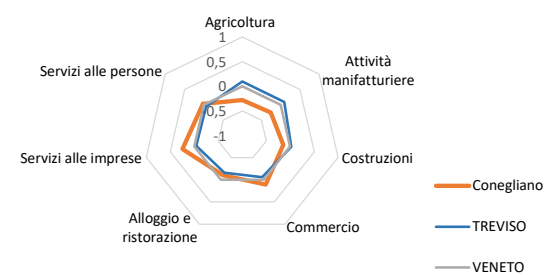 Agricoltura
1
0,5
0
-0,5
-1
Attività
manifatturiere
Costruzioni
Commercio
Alloggio e
ristorazione
Servizi alle imprese
Servizi alle persone
Conegliano
TREVISO
VENETO